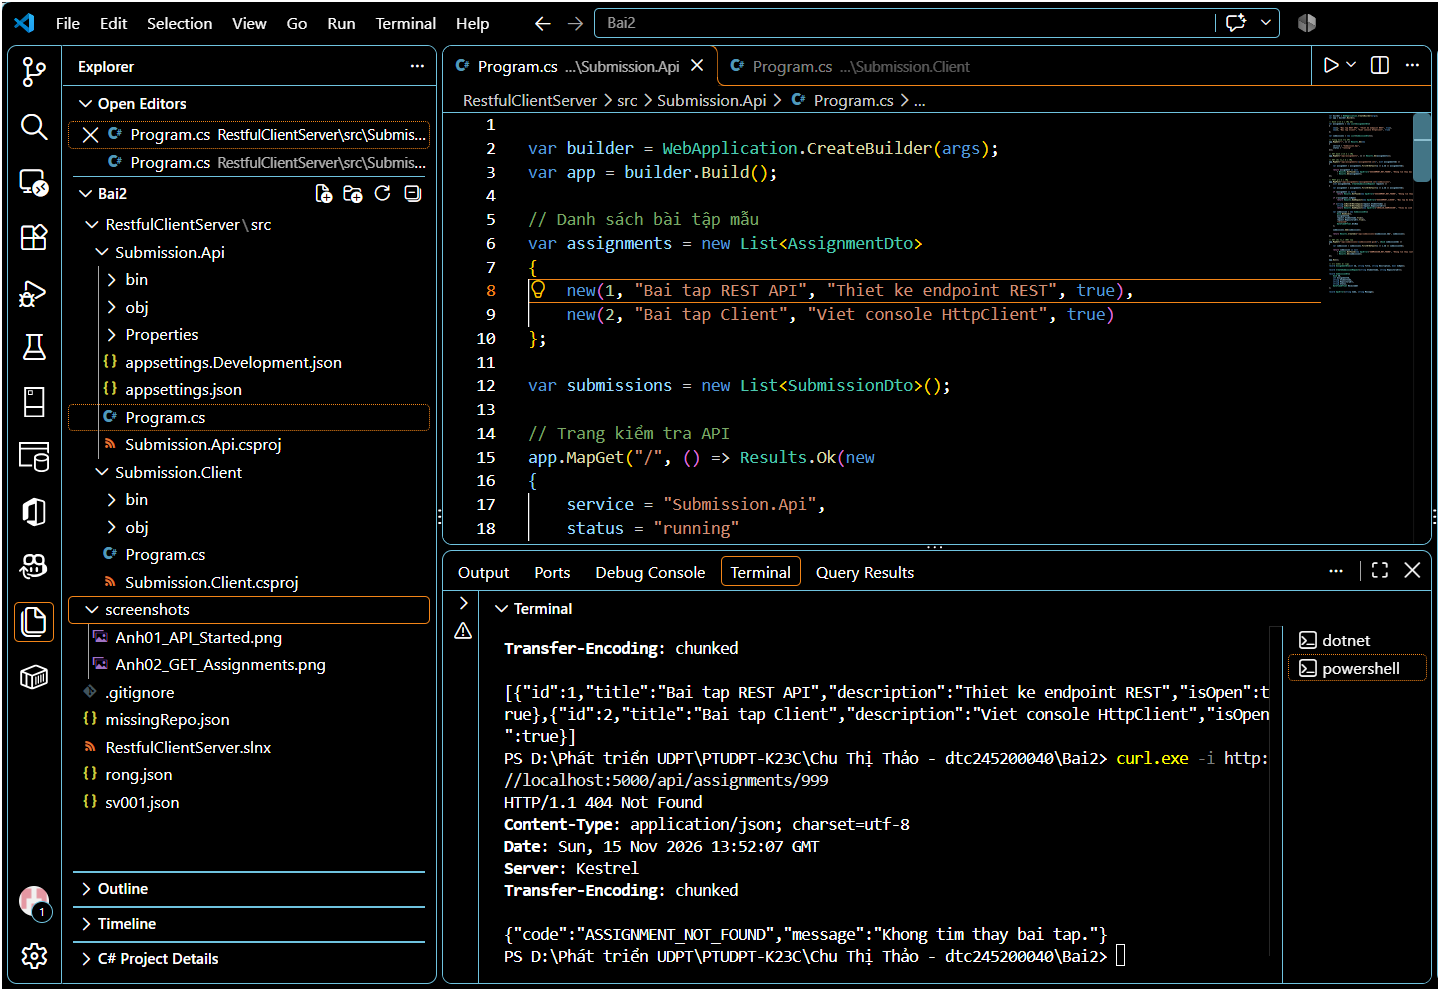 File Edit Selection View Go Run Terminal Help
Bai2
Explorer
Open Editors
Program.cs RestfulClientServer\src\Submis...
Program.cs RestfulClientServer\src\Submis...
Bai2
RestfulClientServer\src
Submission.Api
bin
obj
Properties
{} appsettings.Development.json
{} appsettings.json
C# Program.cs
Submission.Api.csproj
Submission.Client
bin
obj
C# Program.cs
Submission.Client.csproj
screenshots
Anh01_API_Started.png
Anh02_GET_Assignments.png
.gitignore
{} missingRepo.json
RestfulClientServer.slnx
{} rong.json
{} sv001.json
Outline
Timeline
C# Project Details
1
C# Program.cs ...\Submission.Api
C# Program.cs ...\Submission.Client
RestfulClientServer > src > Submission.Api > C# Program.cs > ...
1
2 var builder = WebApplication.CreateBuilder(args);
3 var app = builder.Build();
4
5 // Danh sách bài tập mẫu
6 var assignments = new List<AssignmentDto>
7 {
8 new(1, "Bai tap REST API", "Thiet ke endpoint REST", true),
9 new(2, "Bai tap Client", "Viet console HttpClient", true)
10 };
11
12 var submissions = new List<SubmissionDto>();
13
14 // Trang kiểm tra API
15 app.MapGet("/", () => Results.Ok(new
16 {
17 service = "Submission.Api",
18 status = "running"
Output Ports Debug Console Terminal Query Results
Terminal
Transfer-Encoding: chunked
[{"id":1,"title":"Bai tap REST API","description":"Thiet ke endpoint REST","isOpen":t
rue},{"id":2,"title":"Bai tap Client","description":"Viet console HttpClient","isOpen
":true}]
PS D:\Phát triển UDPT\PTUDPT-K23C\Chu Thị Thảo - dtc245200040\Bai2> curl.exe -i http:
//localhost:5000/api/assignments/999
HTTP/1.1 404 Not Found
Content-Type: application/json; charset=utf-8
Date: Sun, 15 Nov 2026 13:52:07 GMT
Server: Kestrel
Transfer-Encoding: chunked
{"code":"ASSIGNMENT_NOT_FOUND","message":"Khong tim thay bai tap."}
PS D:\Phát triển UDPT\PTUDPT-K23C\Chu Thị Thảo - dtc245200040\Bai2>
dotnet
powershell